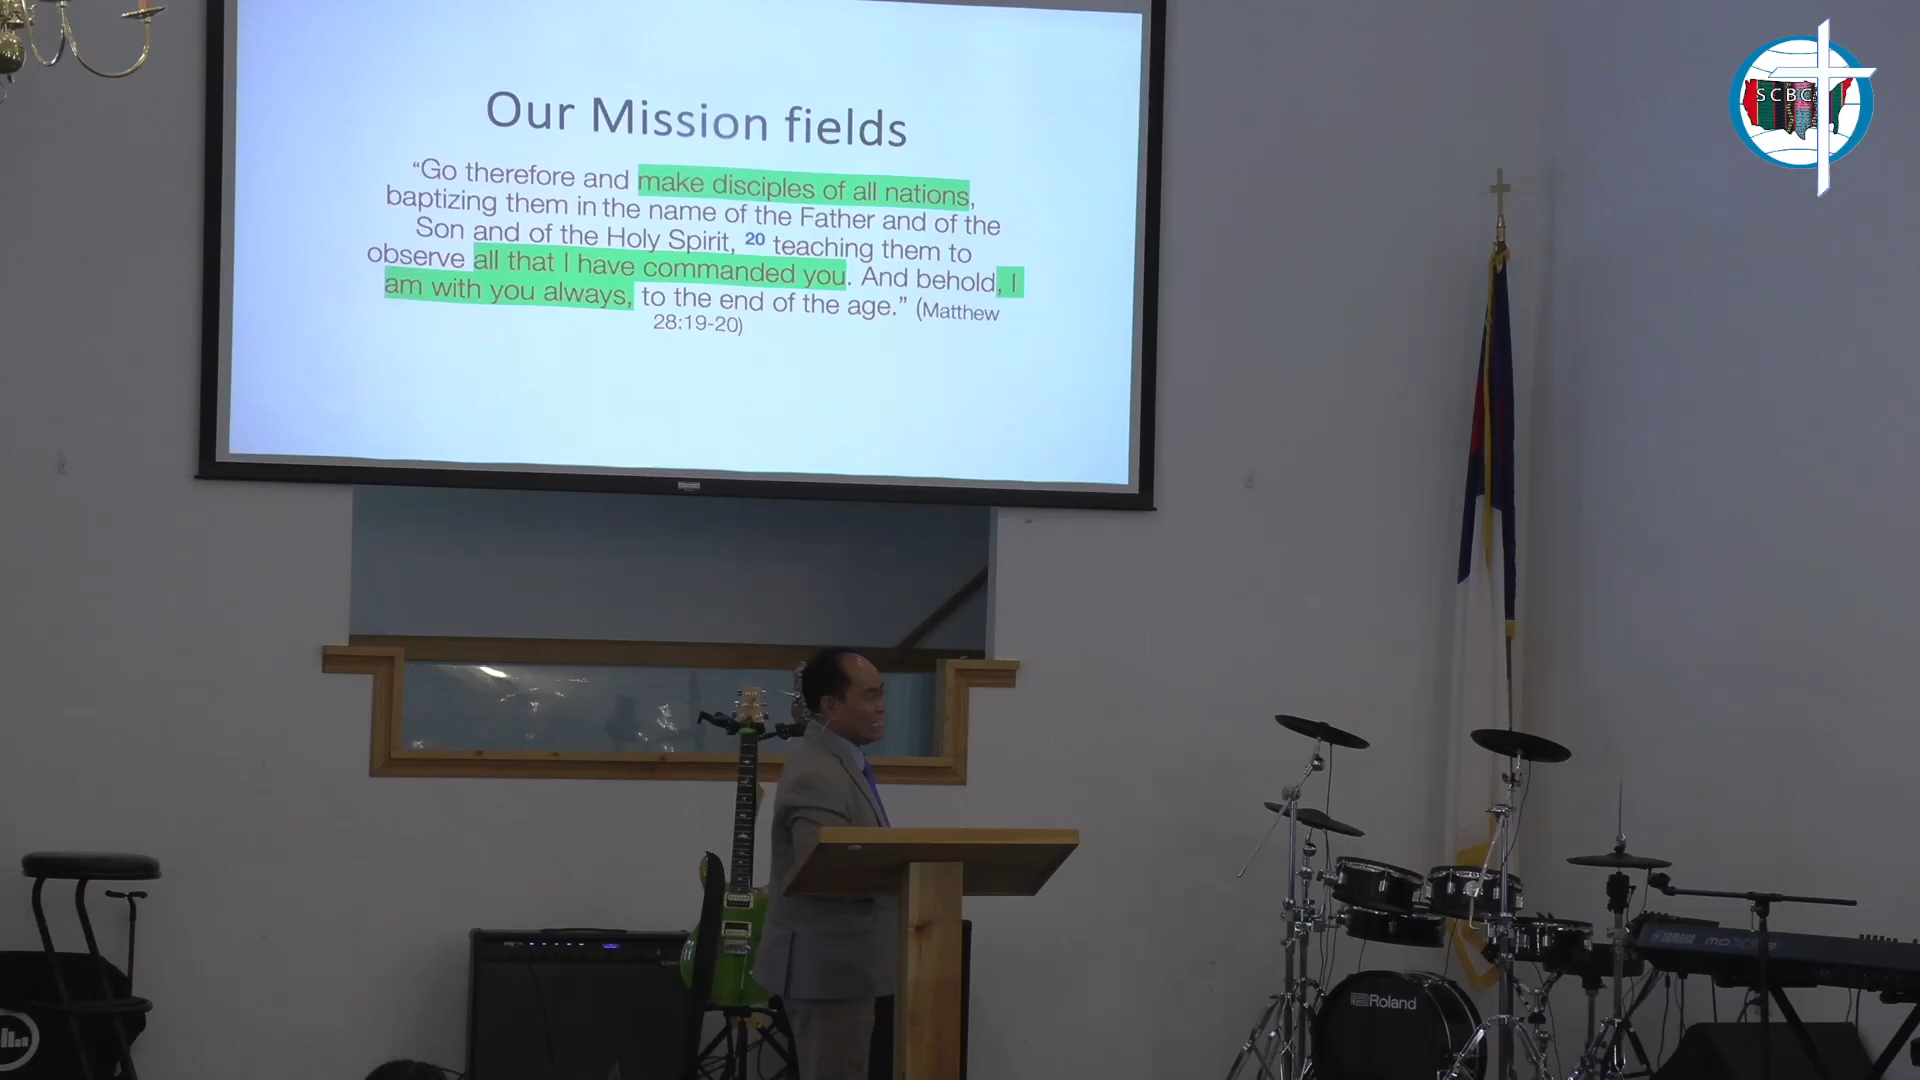 Our Mission fields
“Go therefore and make disciples of all nations,
baptizing them in the name of the Father and of the
Son and of the Holy Spirit, 20 teaching them to
observe all that I have commanded you. And behold, I
am with you always, to the end of the age.” (Matthew
28:19-20)
SCBC
Roland
YAMAHA